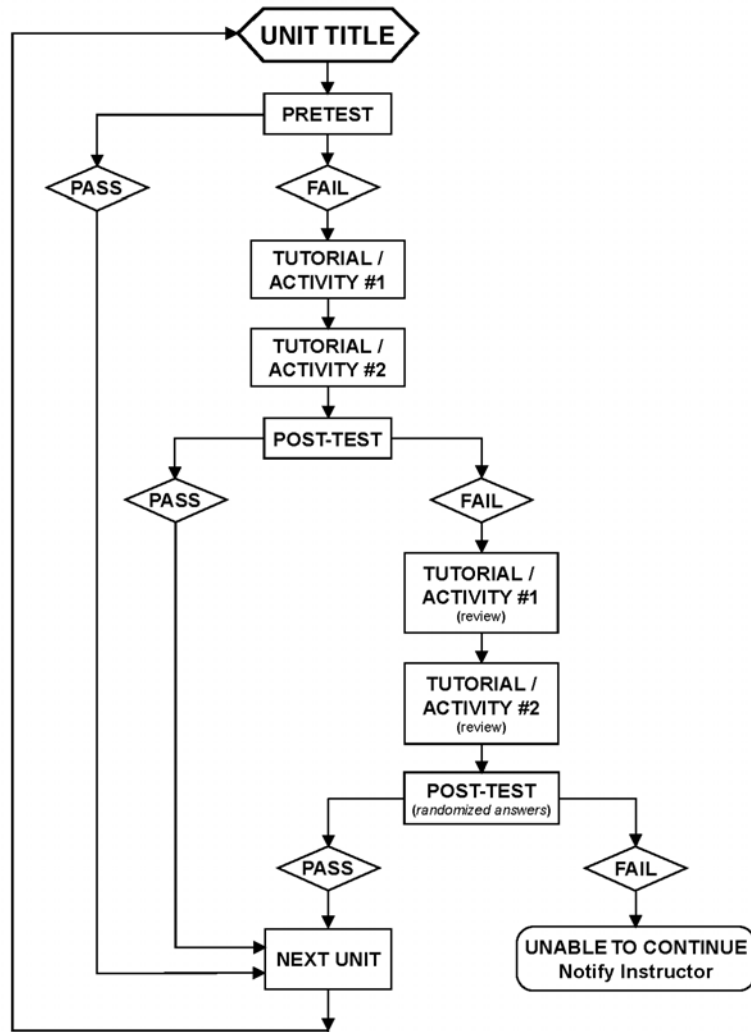 UNIT TITLE
PRETEST
PASS
FAIL
TUTORIAL /
ACTIVITY #1
TUTORIAL /
ACTIVITY #2
POST-TEST
PASS
FAIL
TUTORIAL /
ACTIVITY #1
(review)
TUTORIAL /
ACTIVITY #2
(review)
POST-TEST
(randomized answers)
PASS
FAIL
NEXT UNIT
UNABLE TO CONTINUE
Notify Instructor